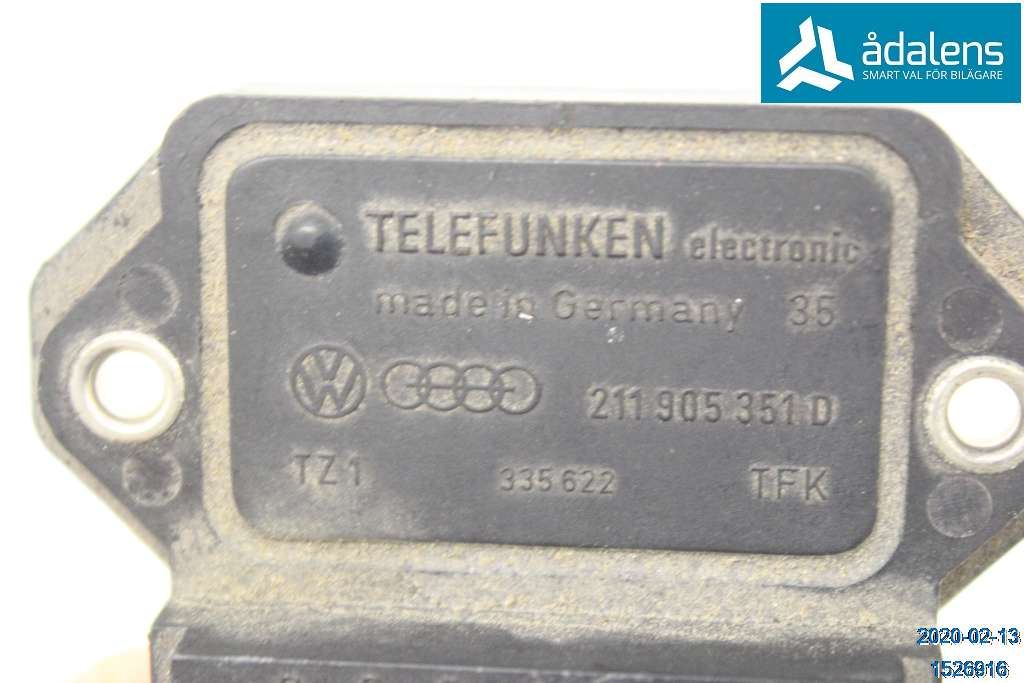 ådalens
SMART VAL FÖR BILÄGARE
TELEFUNKEN electronic
made in Germany 35
VW 211 905 351 D
TZ1 335 622 TFK
2020-02-13
1526916